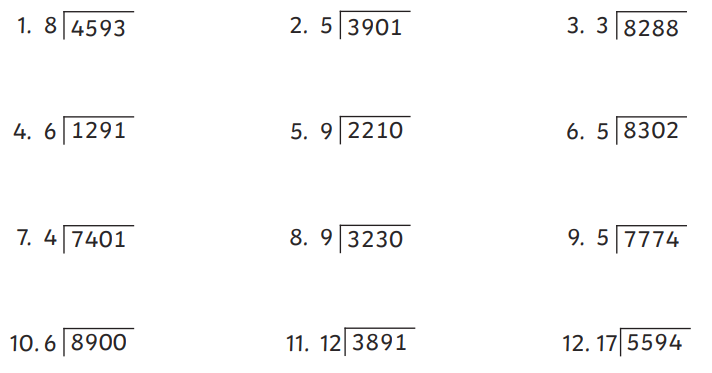 1. 8 4593 2. 5 3901 3. 3 8288
4. 6 1291 5. 9 2210 6. 5 8302
7. 4 7401 8. 9 3230 9. 5 7774
10. 6 8900 11. 12 3891 12. 17 5594